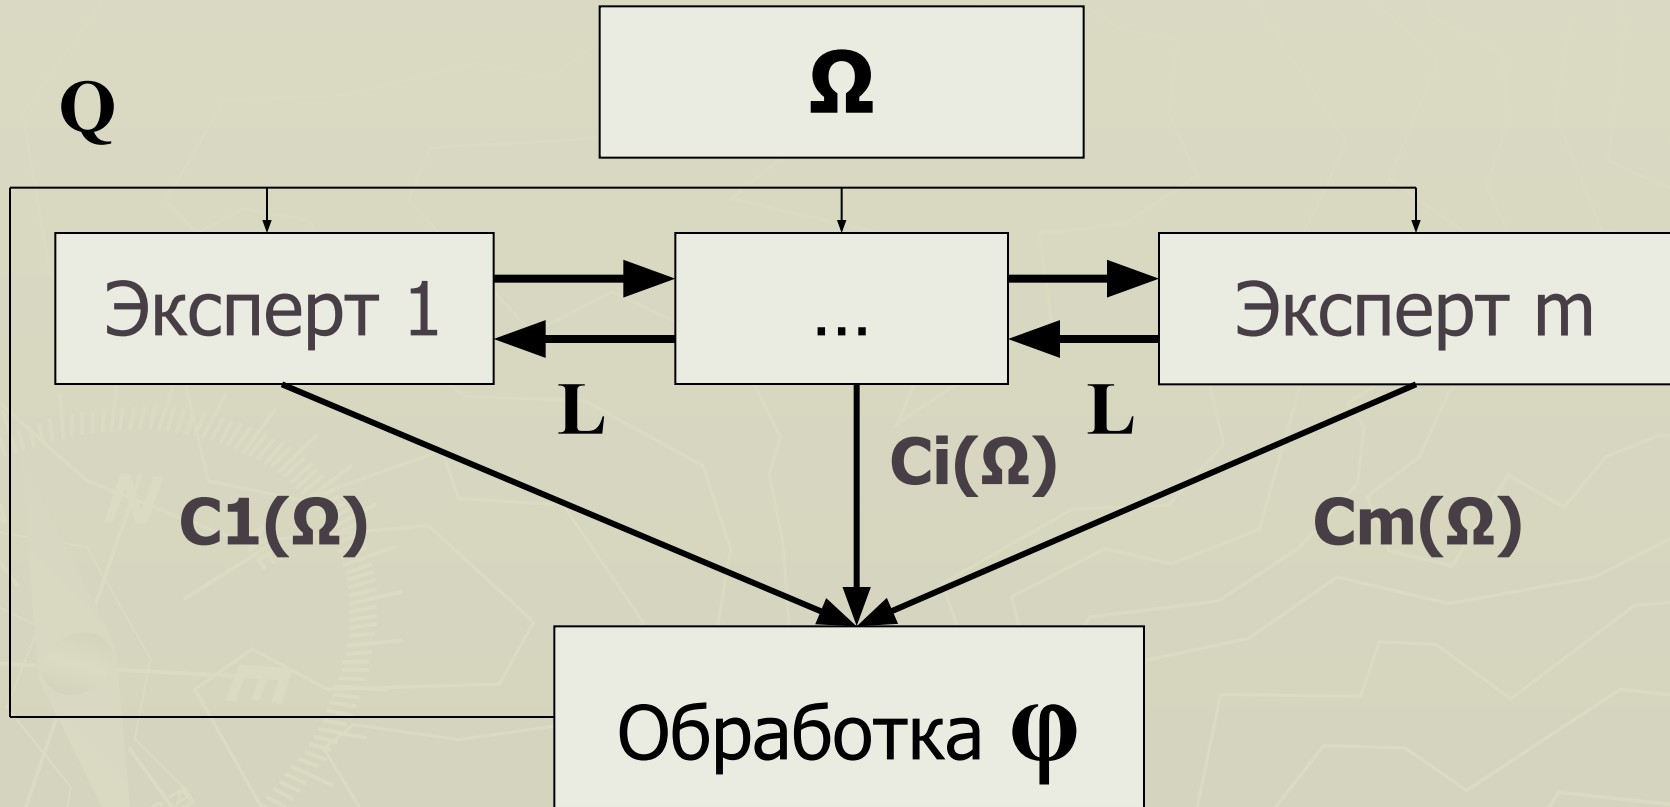 Ω
Q
Эксперт 1
...
Эксперт m
L
L
Ci(Ω)
C1(Ω)
Cm(Ω)
Обработка φ
N
E